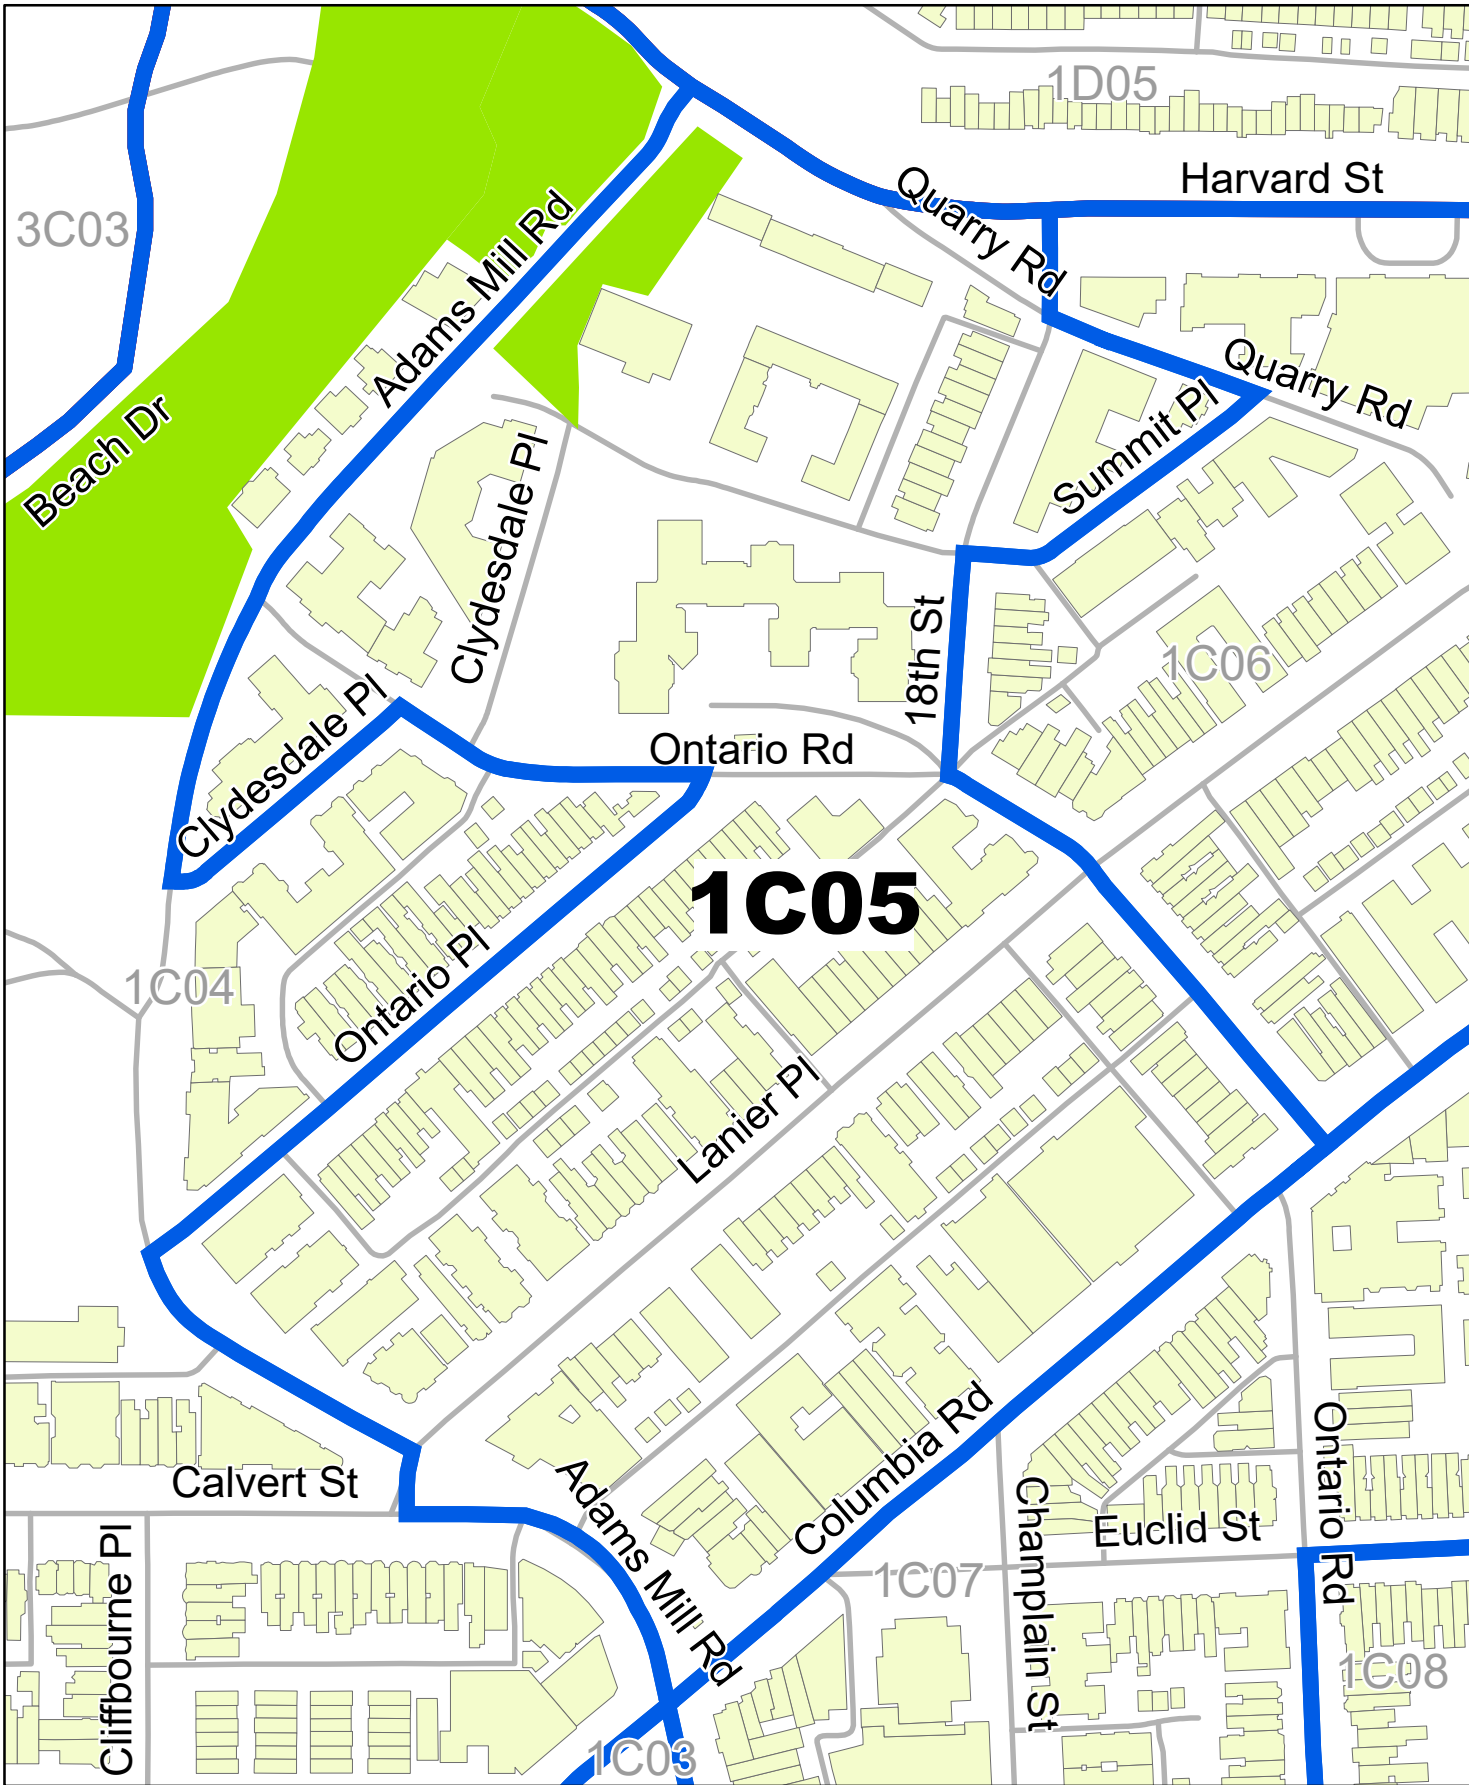 1D05
Harvard St
Quarry Rd
3C03
Adams Mill Rd
Quarry Rd
Summit Pl
Beach Dr
Clydesdale Pl
18th St
1C06
Clydesdale Pl
Ontario Rd
1C05
Ontario Pl
1C04
Lanier Pl
Columbia Rd
Calvert St
Adams Mill Rd
Champlain St
Euclid St
Ontario Rd
Cliffbourne Pl
1C07
1C08
1C03